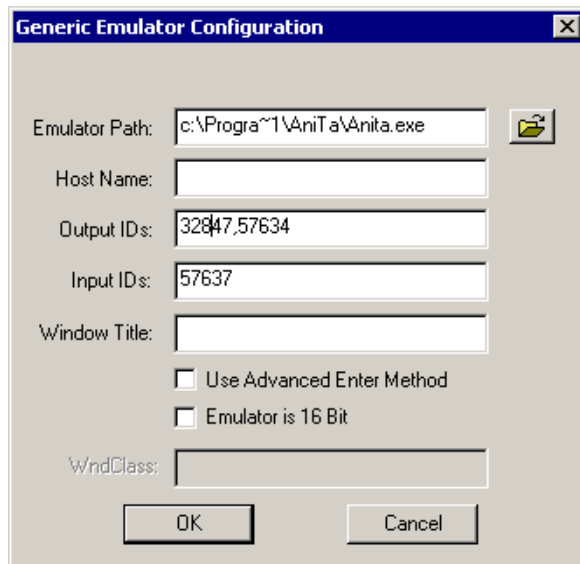 Generic Emulator Configuration
Emulator Path: c:\Progra~1\AniTa\Anita.exe
Host Name:
Output IDs: 32847,57634
Input IDs: 57637
Window Title:
Use Advanced Enter Method
Emulator is 16 Bit
WndClass:
OK Cancel